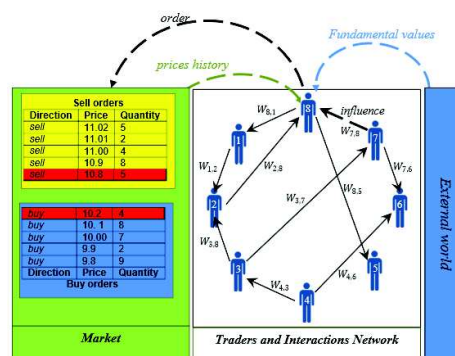 order
Fundamental values
prices history
Sell orders
Direction Price Quantity
sell 11.02 5
sell 11.01 2
sell 11.00 4
sell 10.9 8
sell 10.8 5
buy 10.2 4
buy 10. 1 8
buy 10.00 7
buy 9.9 2
buy 9.8 9
Direction Price Quantity
Buy orders
Market
8
influence
W8,1
W7,8
1
7
W1,2
W2,8
W7,6
W8,5
2
6
W3,7
W3,8
3
5
W4,3
4
W4,6
Traders and Interactions Network
External world